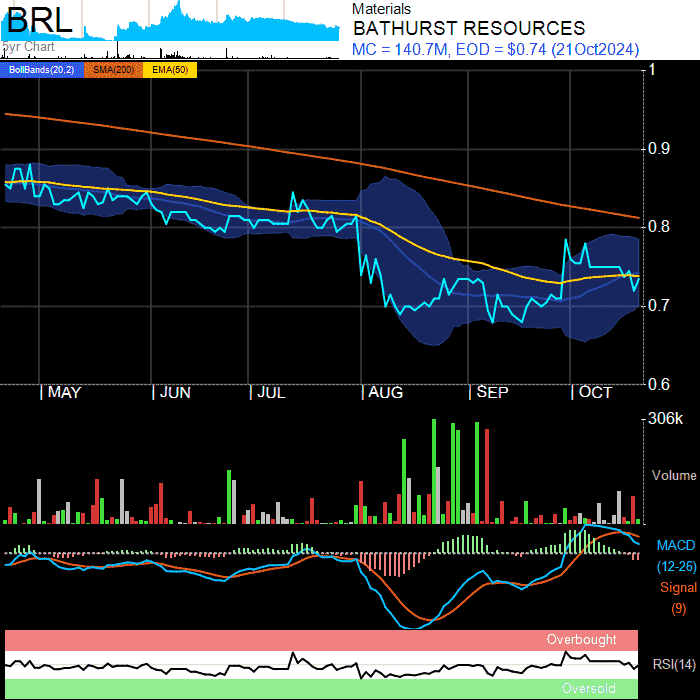 BRL
5yr Chart
Materials
BATHURST RESOURCES
MC = 140.7M, EOD = $0.74 (21Oct2024)
BollBands(20,2) SMA(200) EMA(50)
1
0.9
0.8
0.7
0.6
MAY JUN JUL AUG SEP OCT
306k
Volume
MACD
(12-26)
Signal
(9)
Overbought
RSI(14)
Oversold